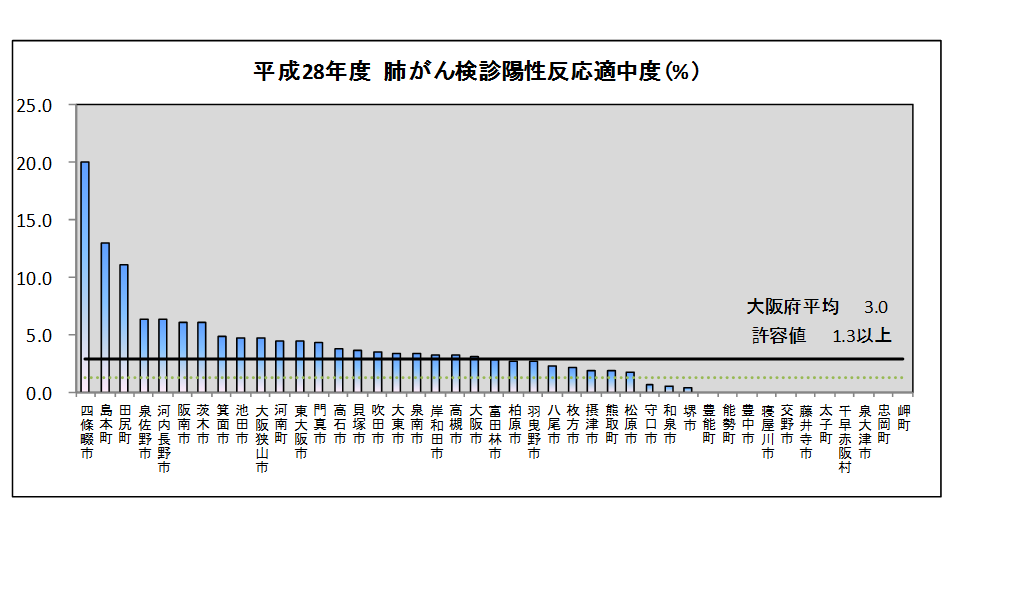 平成28年度 肺がん検診陽性反応適中度(%)
25.0
20.0
15.0
10.0
5.0
0.0
大阪府平均 3.0
許容値 1.3以上
四條畷市
島本町
田尻町
泉佐野市
河内長野市
阪南市
茨木市
箕面市
池田市
大阪狭山市
河南町
東大阪市
門真市
高石市
貝塚市
吹田市
大東市
泉南市
岸和田市
高槻市
大阪市
富田林市
柏原市
羽曳野市
八尾市
枚方市
摂津市
熊取町
松原市
守口市
和泉市
堺市
豊能町
能勢町
豊中市
寝屋川市
交野市
藤井寺市
太子町
千早赤阪村
泉大津市
忠岡町
岬町